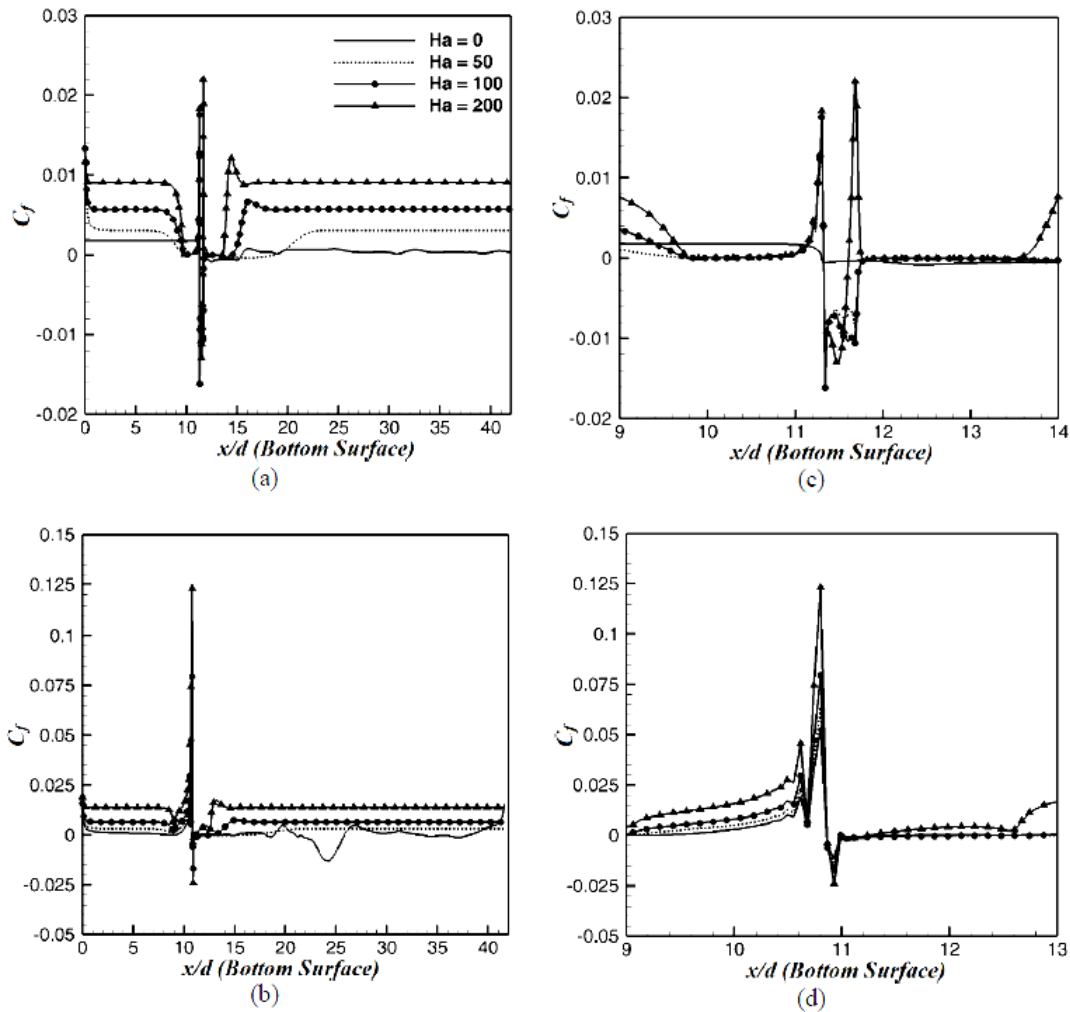 0.03
0.02
0.01
0
-0.01
-0.02
C_f
Ha = 0
Ha = 50
Ha = 100
Ha = 200
0 5 10 15 20 25 30 35 40
x/d (Bottom Surface)
(a)
0.03
0.02
0.01
0
-0.01
-0.02
C_f
9 10 11 12 13 14
x/d (Bottom Surface)
(c)
0.15
0.125
0.1
0.075
0.05
0.025
0
-0.025
-0.05
C_f
0 5 10 15 20 25 30 35 40
x/d (Bottom Surface)
(b)
0.15
0.125
0.1
0.075
0.05
0.025
0
-0.025
-0.05
C_f
9 10 11 12 13
x/d (Bottom Surface)
(d)